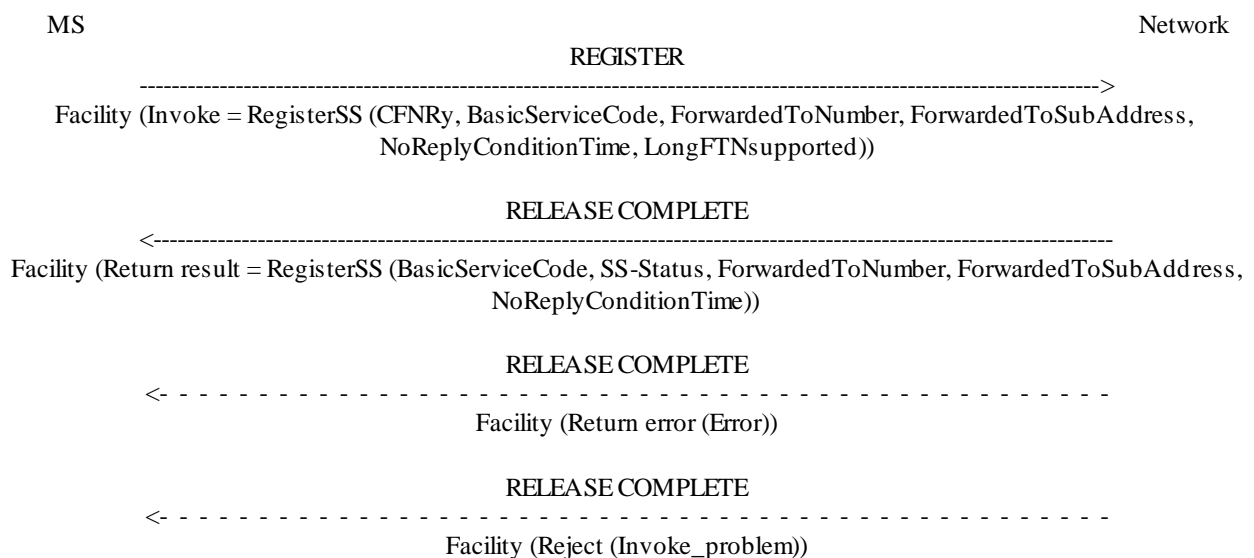 MS Network
REGISTER
------------------------------------------------------------------------------------------------------------------------>
Facility (Invoke = RegisterSS (CFNRy, BasicServiceCode, ForwardedToNumber, ForwardedToSubAddress,
NoReplyConditionTime, LongFTNsupported))
RELEASE COMPLETE
<------------------------------------------------------------------------------------------------------------------------
Facility (Return result = RegisterSS (BasicServiceCode, SS-Status, ForwardedToNumber, ForwardedToSubAddress,
NoReplyConditionTime))
RELEASE COMPLETE
<- - - - - - - - - - - - - - - - - - - - - - - - - - - - - - - - - - - - - - - - - - - - - - - -
Facility (Return error (Error))
RELEASE COMPLETE
<- - - - - - - - - - - - - - - - - - - - - - - - - - - - - - - - - - - - - - - - - - - - - - - -
Facility (Reject (Invoke_problem))